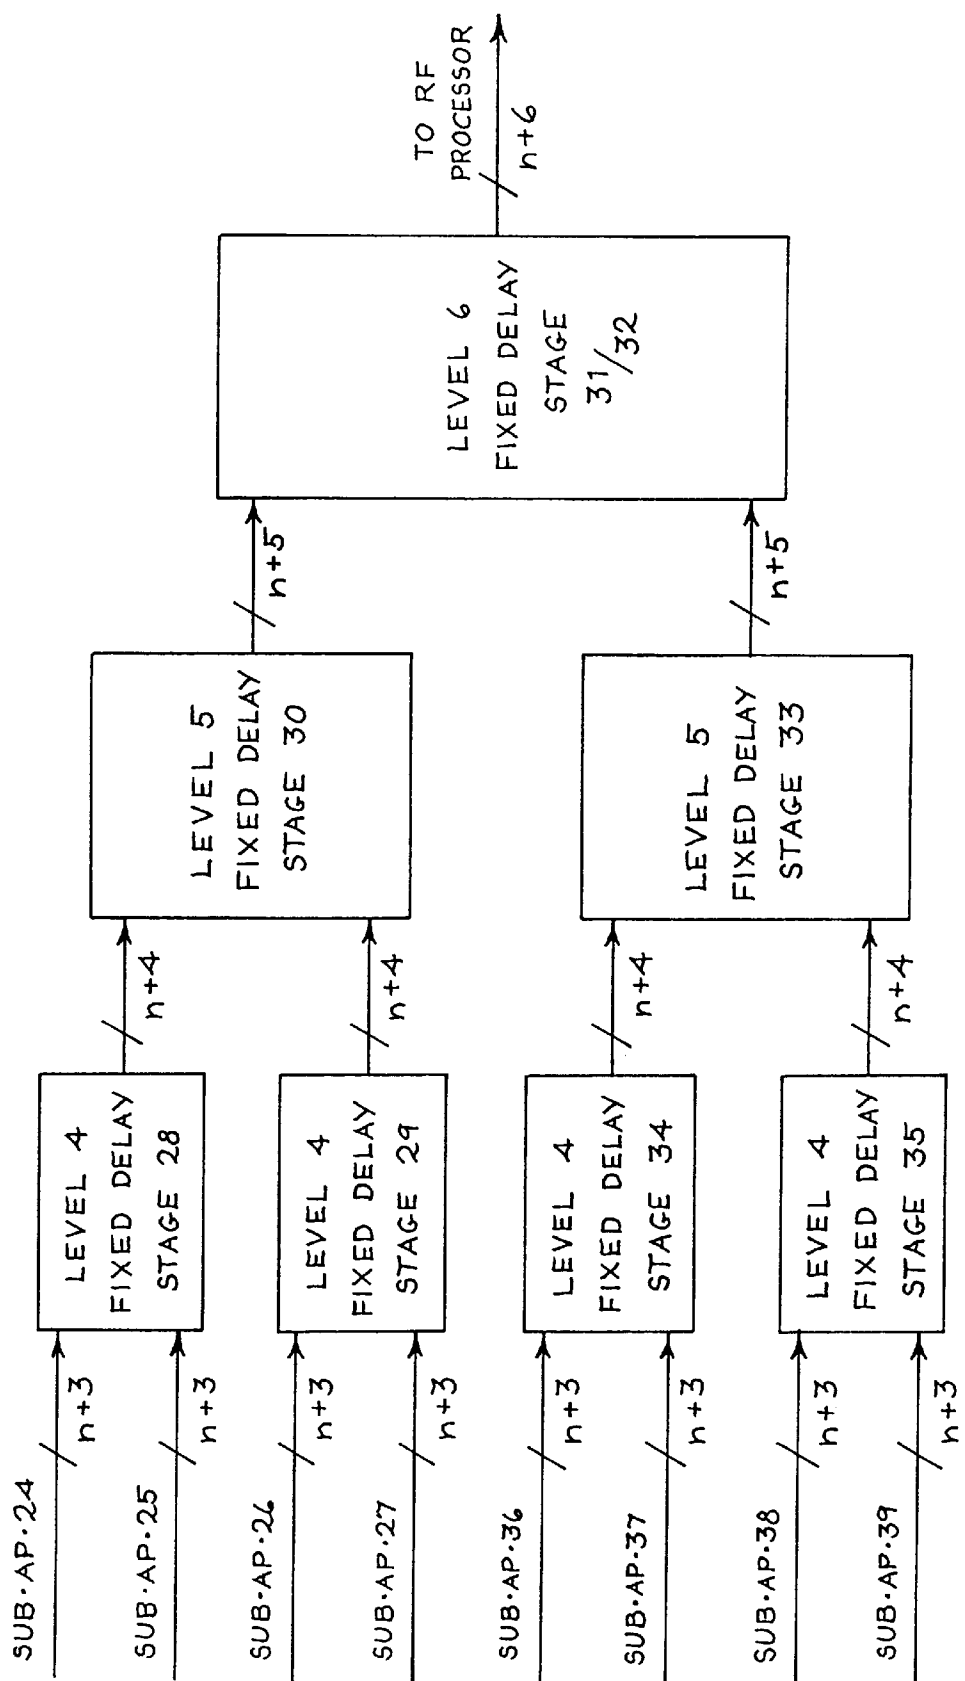 SUB·AP·24
n+3
SUB·AP·25
n+3
SUB·AP·26
n+3
SUB·AP·27
n+3
SUB·AP·36
n+3
SUB·AP·37
n+3
SUB·AP·38
n+3
SUB·AP·39
n+3
LEVEL 4
FIXED DELAY
STAGE 28
n+4
LEVEL 4
FIXED DELAY
STAGE 29
n+4
LEVEL 4
FIXED DELAY
STAGE 34
n+4
LEVEL 4
FIXED DELAY
STAGE 35
n+4
LEVEL 5
FIXED DELAY
STAGE 30
n+5
LEVEL 5
FIXED DELAY
STAGE 33
n+5
LEVEL 6
FIXED DELAY
STAGE
31/32
TO RF
PROCESSOR
n+6